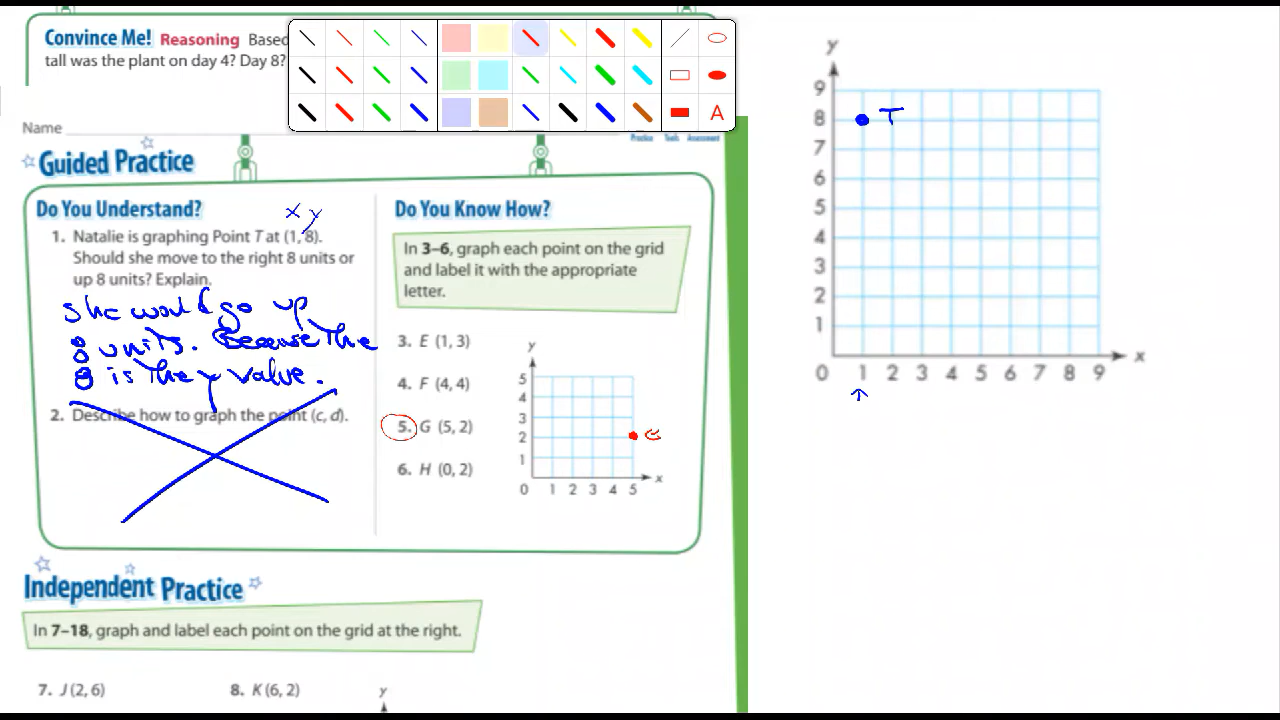 Convince Me! Reasoning Based
tall was the plant on day 4? Day 8?
A
Name
Practice Tools Assessment
Guided Practice
Do You Understand?
x y
1. Natalie is graphing Point T at (1, 8).
Should she move to the right 8 units or
up 8 units? Explain.
She would go up
8 units. Because the
8 is the y value.
2. Describe how to graph the point (c, d).
Do You Know How?
In 3–6, graph each point on the grid
and label it with the appropriate
letter.
3. E (1, 3)
4. F (4, 4)
5. G (5, 2)
6. H (0, 2)
y
5
4
3
2
1
0 1 2 3 4 5 x
G
Independent Practice
In 7–18, graph and label each point on the grid at the right.
7. J (2, 6)
8. K (6, 2)
y
y
9
8 T
7
6
5
4
3
2
1
0 1 2 3 4 5 6 7 8 9 x